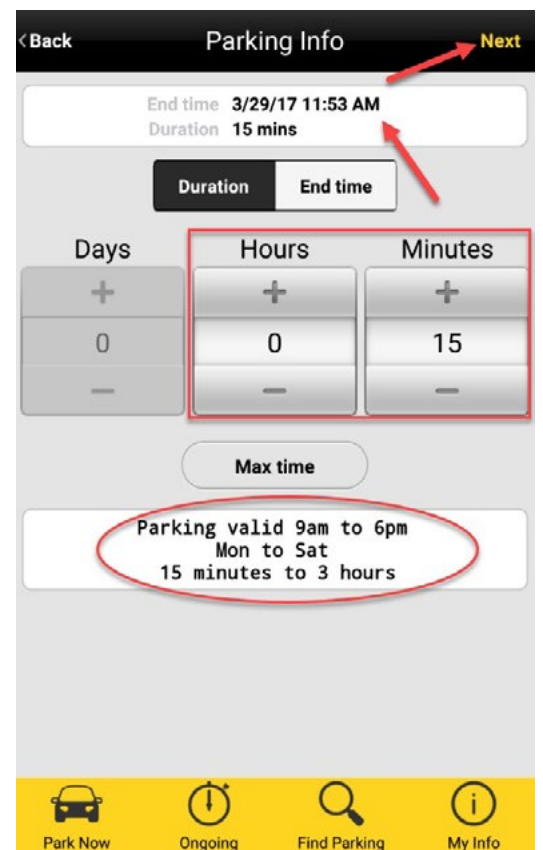 <Back Parking Info Next
End time 3/29/17 11:53 AM
Duration 15 mins
Duration End time
Days Hours Minutes
+ + +
0 0 15
− − −
Max time
Parking valid 9am to 6pm
Mon to Sat
15 minutes to 3 hours
Park Now Ongoing Find Parking My Info